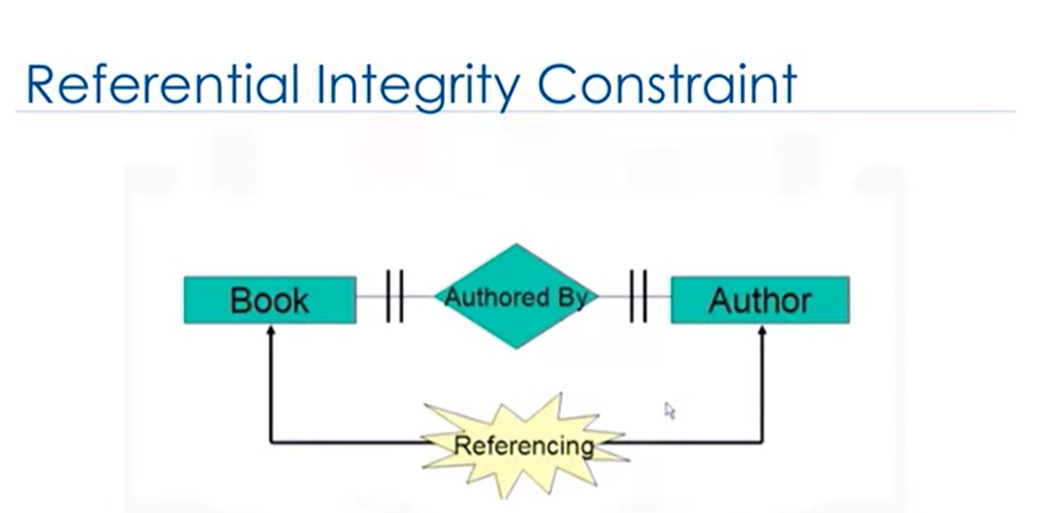 Referential Integrity Constraint
Book
Authored By
Author
Referencing